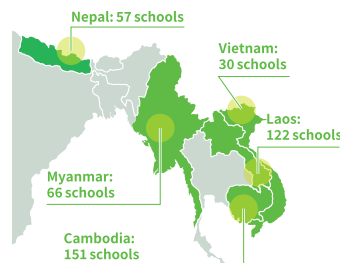 Nepal: 57 schools
Vietnam:
30 schools
Laos:
122 schools
Myanmar:
66 schools
Cambodia:
151 schools